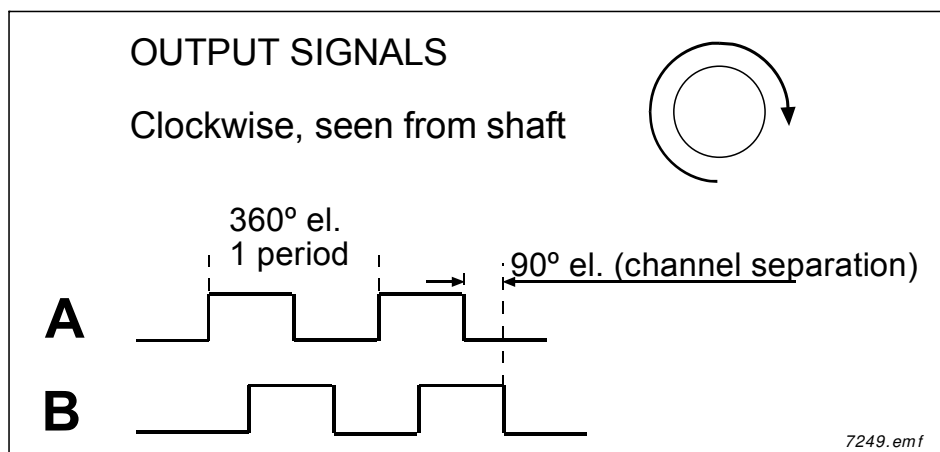 OUTPUT SIGNALS
Clockwise, seen from shaft
360º el.
1 period
90º el. (channel separation)
A
B
7249.emf